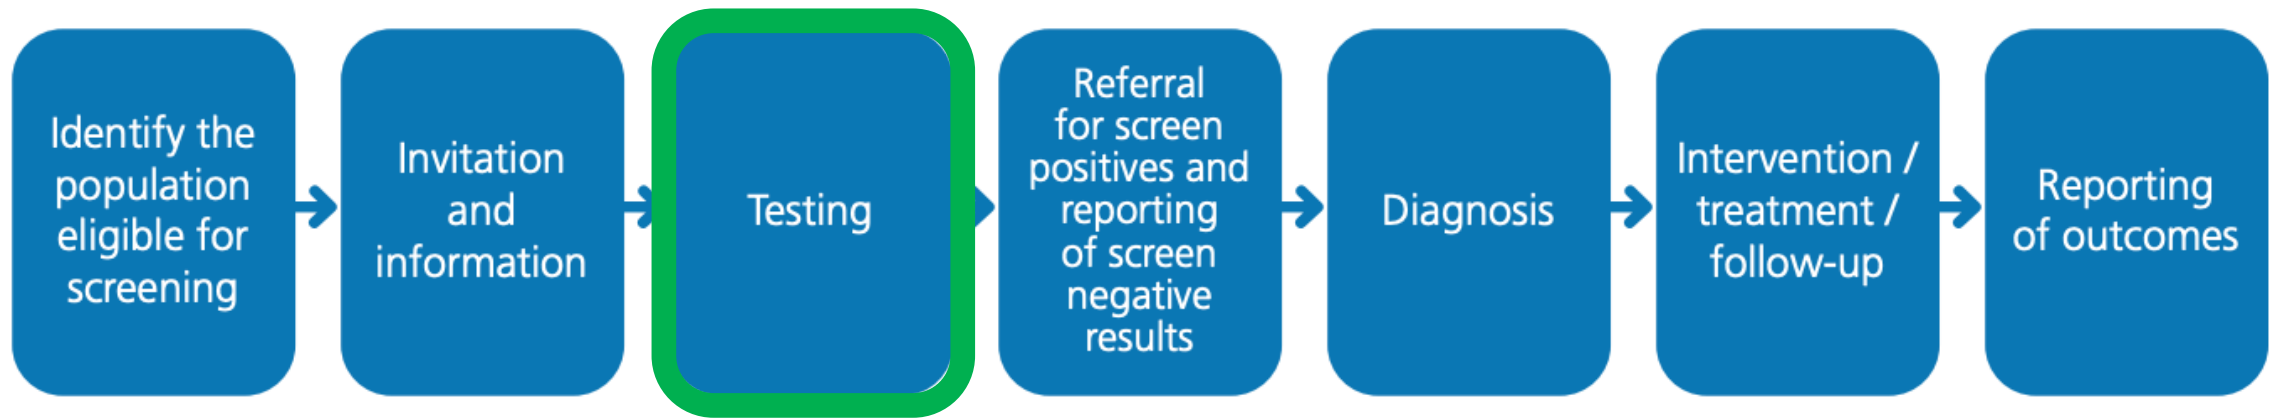 Identify the
population
eligible for
screening
Invitation
and
information
Testing
Referral
for screen
positives and
reporting
of screen
negative
results
Diagnosis
Intervention /
treatment /
follow-up
Reporting
of outcomes